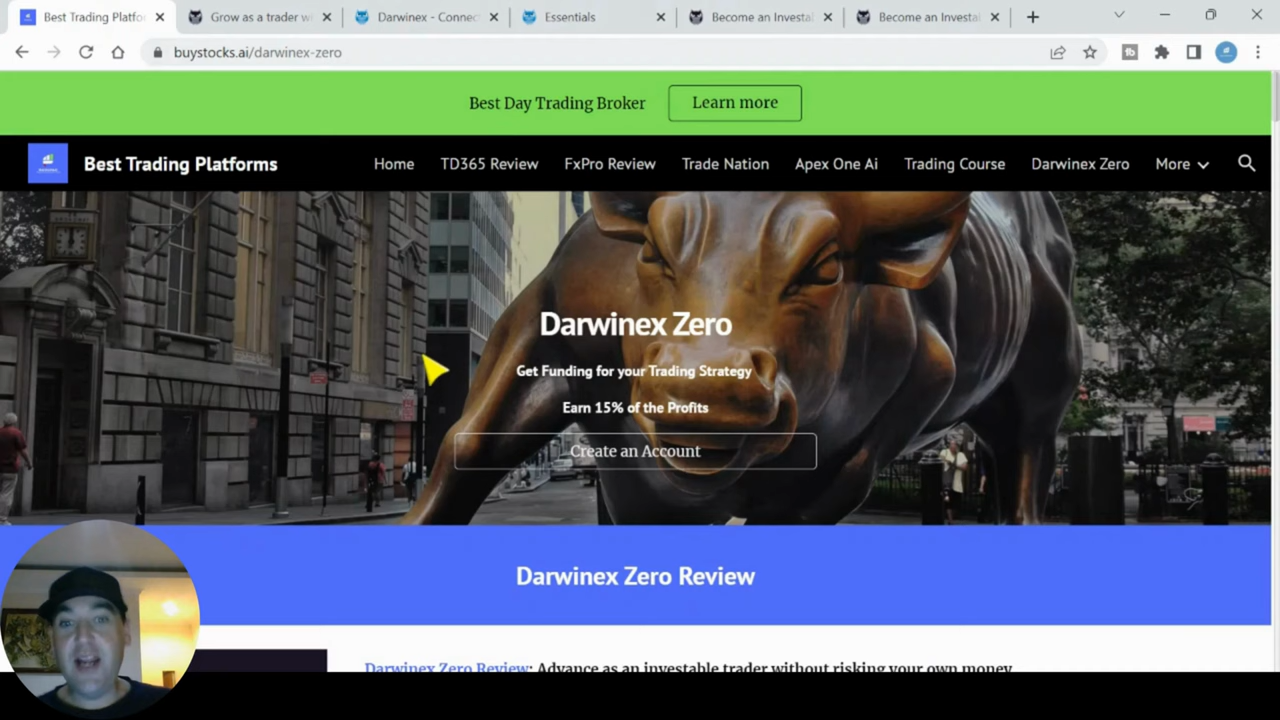 Best Trading Platfo
Grow as a trader wi
Darwinex - Connec
Essentials
Become an Investa
Become an Investa
buystocks.ai/darwinex-zero
Best Day Trading Broker
Learn more
Best Trading Platforms
Home
TD365 Review
FxPro Review
Trade Nation
Apex One Ai
Trading Course
Darwinex Zero
More
Darwinex Zero
Get Funding for your Trading Strategy
Earn 15% of the Profits
Create an Account
Darwinex Zero Review
Darwinex Zero Review: Advance as an investable trader without risking your own money